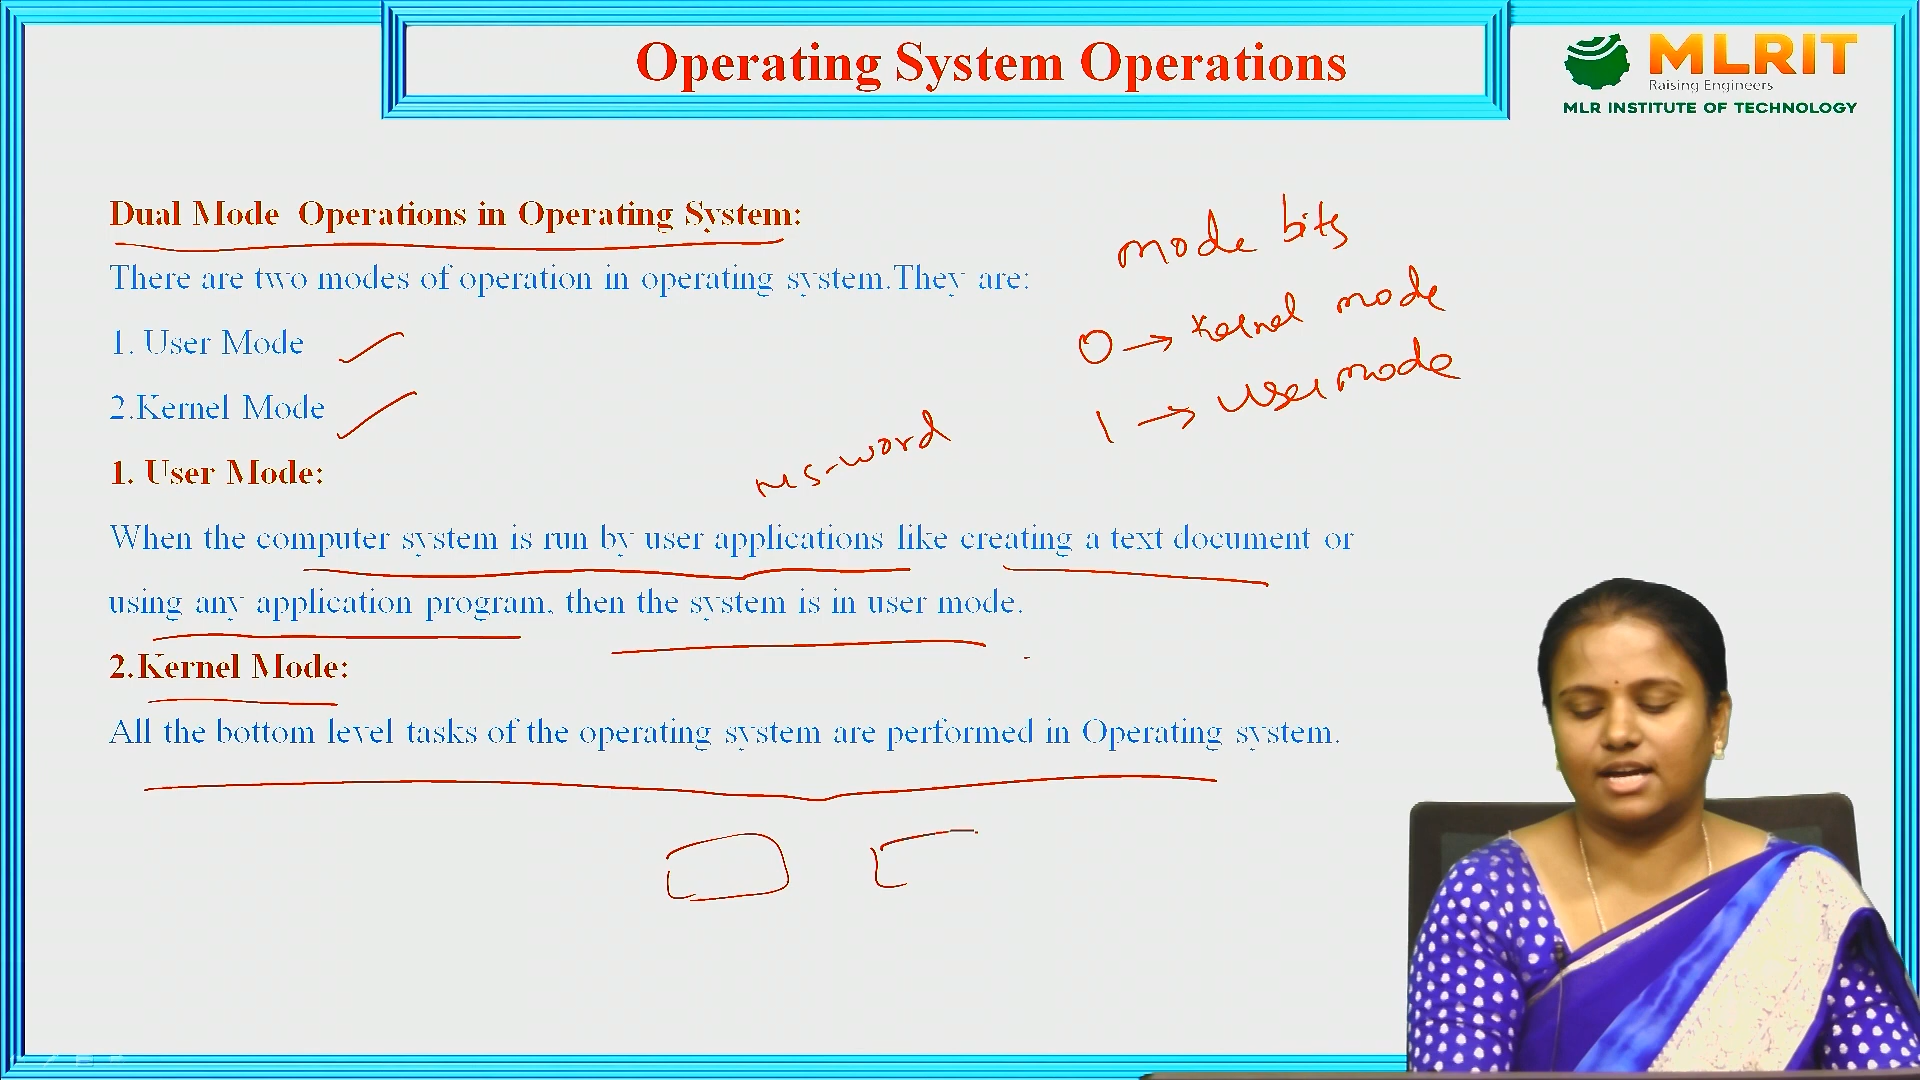 Operating System Operations
MLRIT
Raising Engineers
MLR INSTITUTE OF TECHNOLOGY
Dual Mode Operations in Operating System:
There are two modes of operation in operating system.They are:
1. User Mode
2.Kernel Mode
mode bits
0 → Kernel mode
1 → User mode
1. User Mode:
MS-word
When the computer system is run by user applications like creating a text document or
using any application program, then the system is in user mode.
2.Kernel Mode:
All the bottom level tasks of the operating system are performed in Operating system.